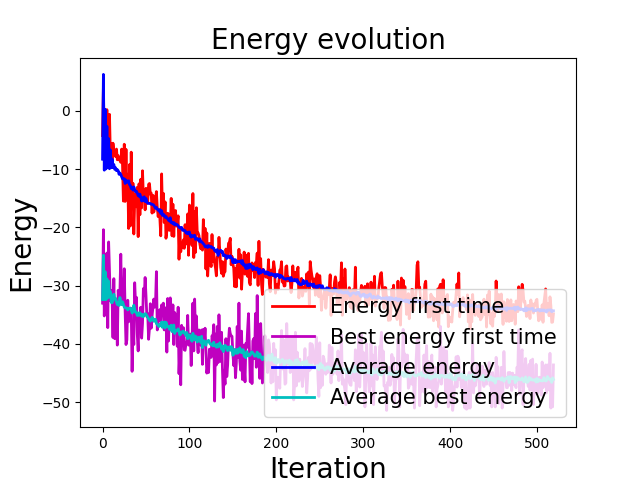 Energy evolution
Energy
0
−10
−20
−30
−40
−50
Energy first time
Best energy first time
Average energy
Average best energy
0 100 200 300 400 500
Iteration